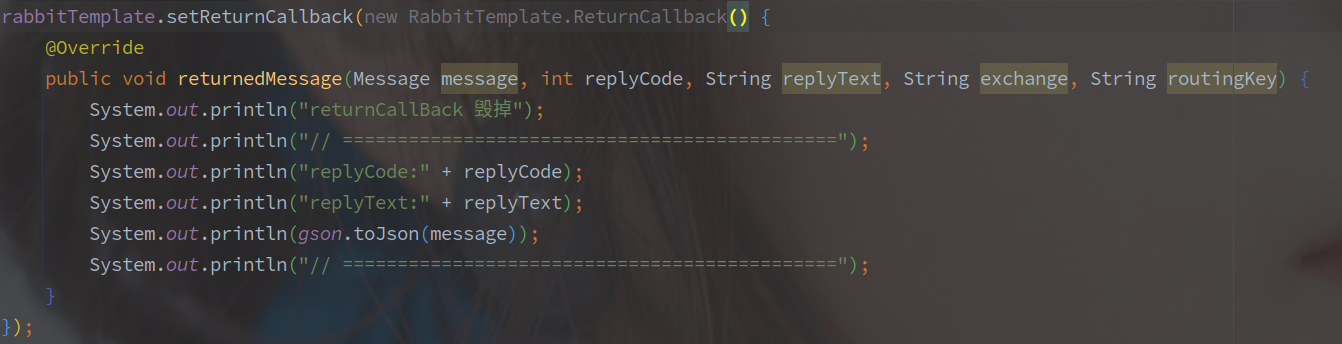 rabbitTemplate.setReturnCallback(new RabbitTemplate.ReturnCallback() {
    @Override
    public void returnedMessage(Message message, int replyCode, String replyText, String exchange, String routingKey) {
        System.out.println("returnCallBack 毁掉");
        System.out.println("// =============================================");
        System.out.println("replyCode:" + replyCode);
        System.out.println("replyText:" + replyText);
        System.out.println(gson.toJson(message));
        System.out.println("// =============================================");
    }
});